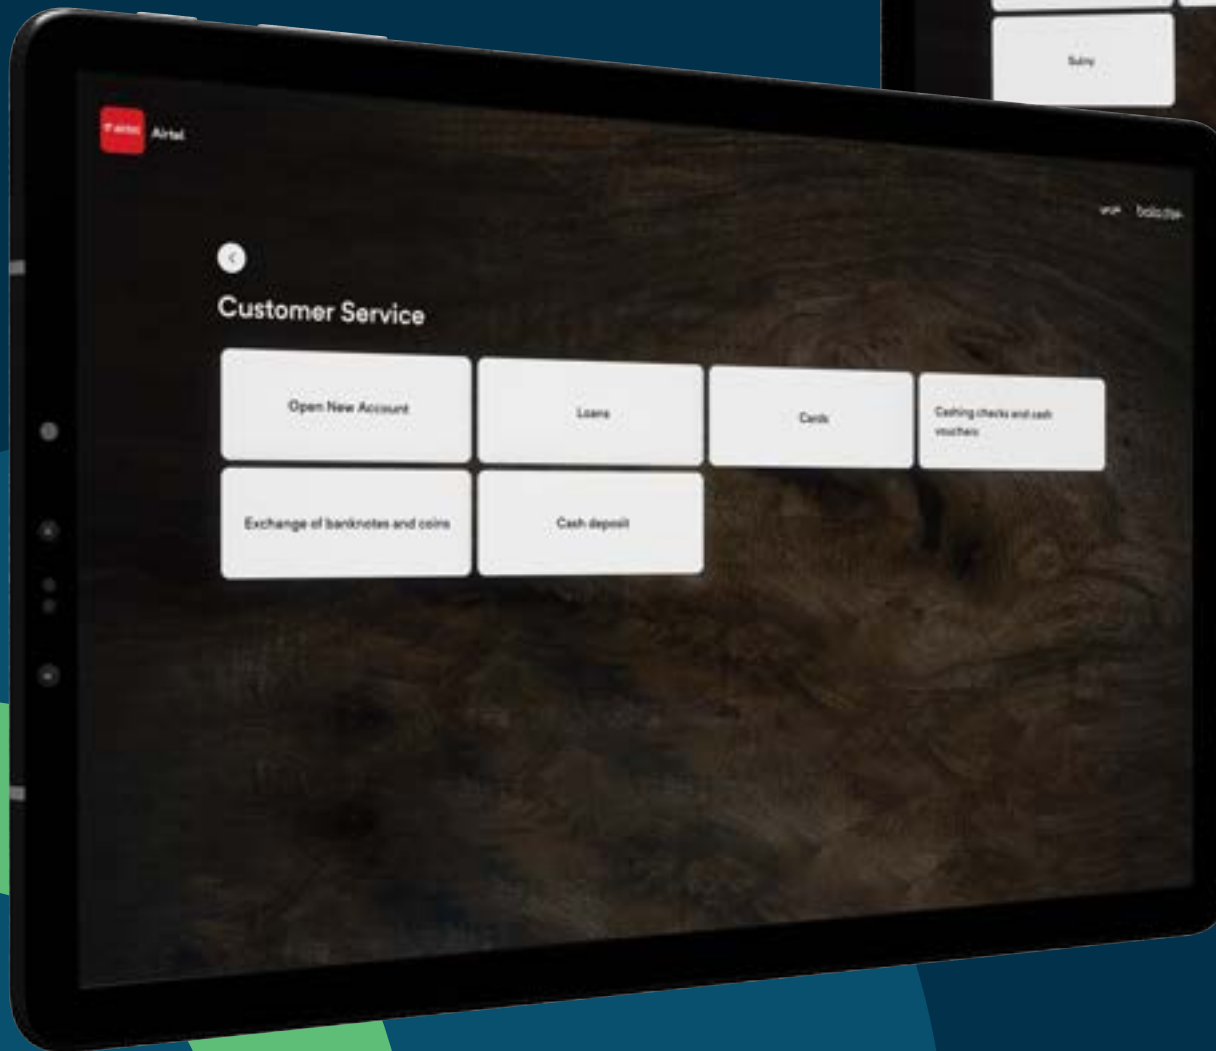 airtel Airtel
Customer Service
Open New Account
Loans
Cards
Cashing checks and cash
vouchers
Exchange of banknotes and coins
Cash deposit